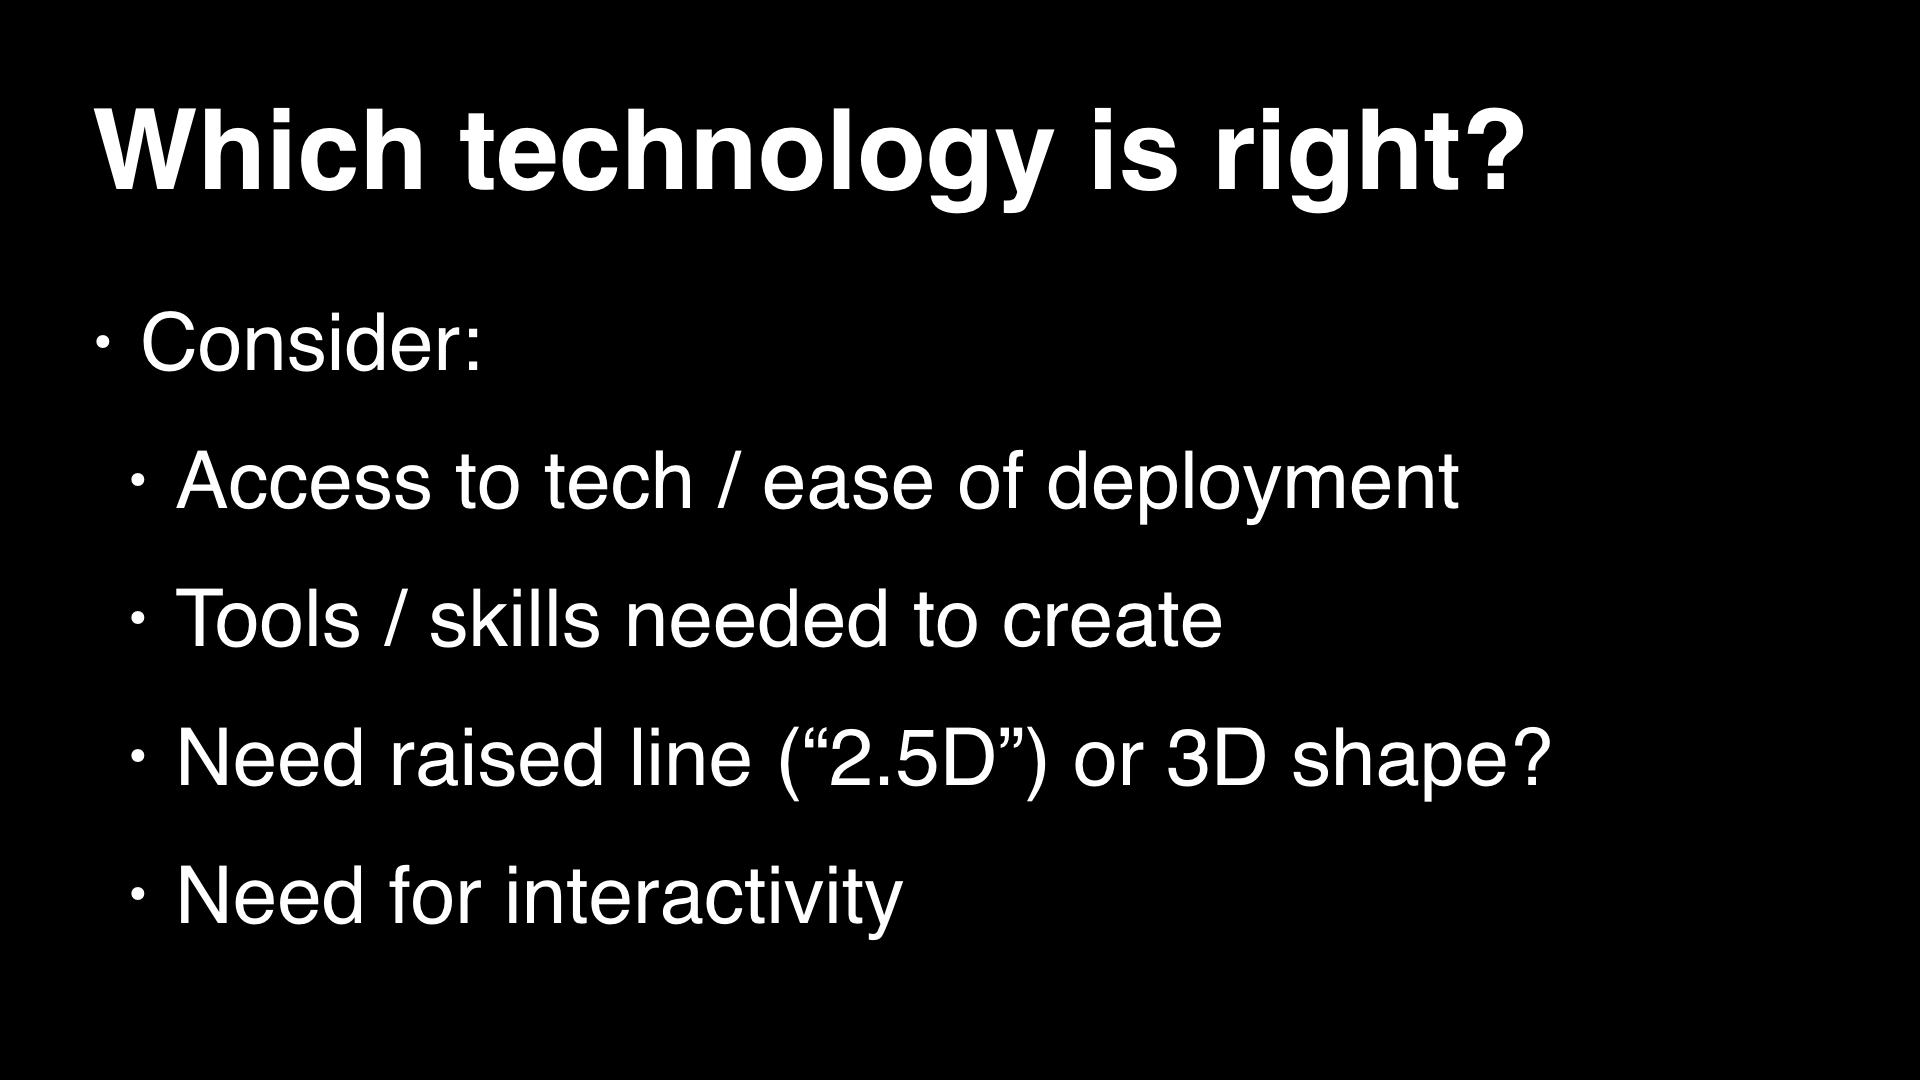 Which technology is right?
• Consider:
• Access to tech / ease of deployment
• Tools / skills needed to create
• Need raised line (“2.5D”) or 3D shape?
• Need for interactivity